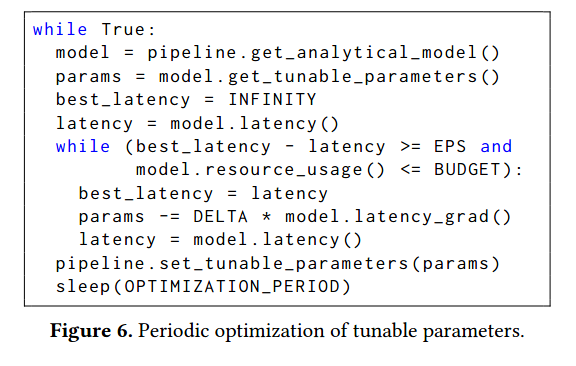 while True:
  model = pipeline.get_analytical_model()
  params = model.get_tunable_parameters()
  best_latency = INFINITY
  latency = model.latency()
  while (best_latency - latency >= EPS and
         model.resource_usage() <= BUDGET):
    best_latency = latency
    params -= DELTA * model.latency_grad()
    latency = model.latency()
  pipeline.set_tunable_parameters(params)
  sleep(OPTIMIZATION_PERIOD)
Figure 6. Periodic optimization of tunable parameters.